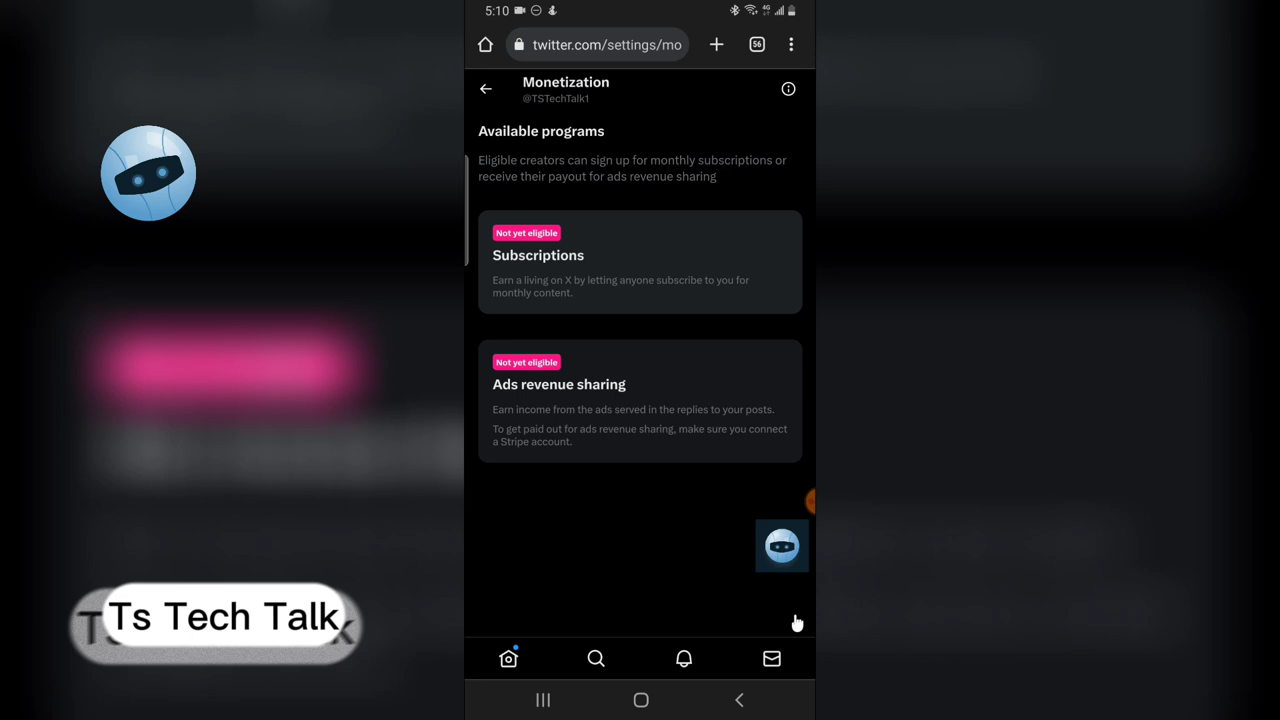 5:10
4G
twitter.com/settings/mo
56
Monetization
@TSTechTalk1
Available programs
Eligible creators can sign up for monthly subscriptions or
receive their payout for ads revenue sharing
Not yet eligible
Subscriptions
Earn a living on X by letting anyone subscribe to you for
monthly content.
Not yet eligible
Ads revenue sharing
Earn income from the ads served in the replies to your posts.
To get paid out for ads revenue sharing, make sure you connect
a Stripe account.
Ts Tech Talk